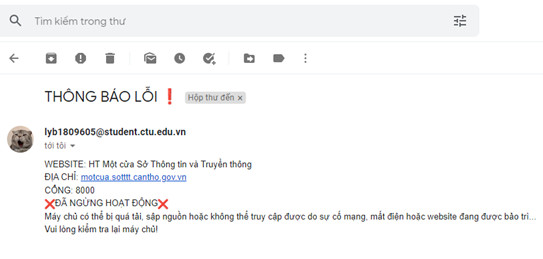 Tìm kiếm trong thư
THÔNG BÁO LỖI ❗ Hộp thư đến ×
lyb1809605@student.ctu.edu.vn
tới tôi
WEBSITE: HT Một cửa Sở Thông tin và Truyền thông
ĐỊA CHỈ: motcua.sotttt.cantho.gov.vn
CỔNG: 8000
❌ĐÃ NGỪNG HOẠT ĐỘNG❌
Máy chủ có thể bị quá tải, sập nguồn hoặc không thể truy cập được do sự cố mạng, mất điện hoặc website đang được bảo trì...
Vui lòng kiểm tra lại máy chủ!